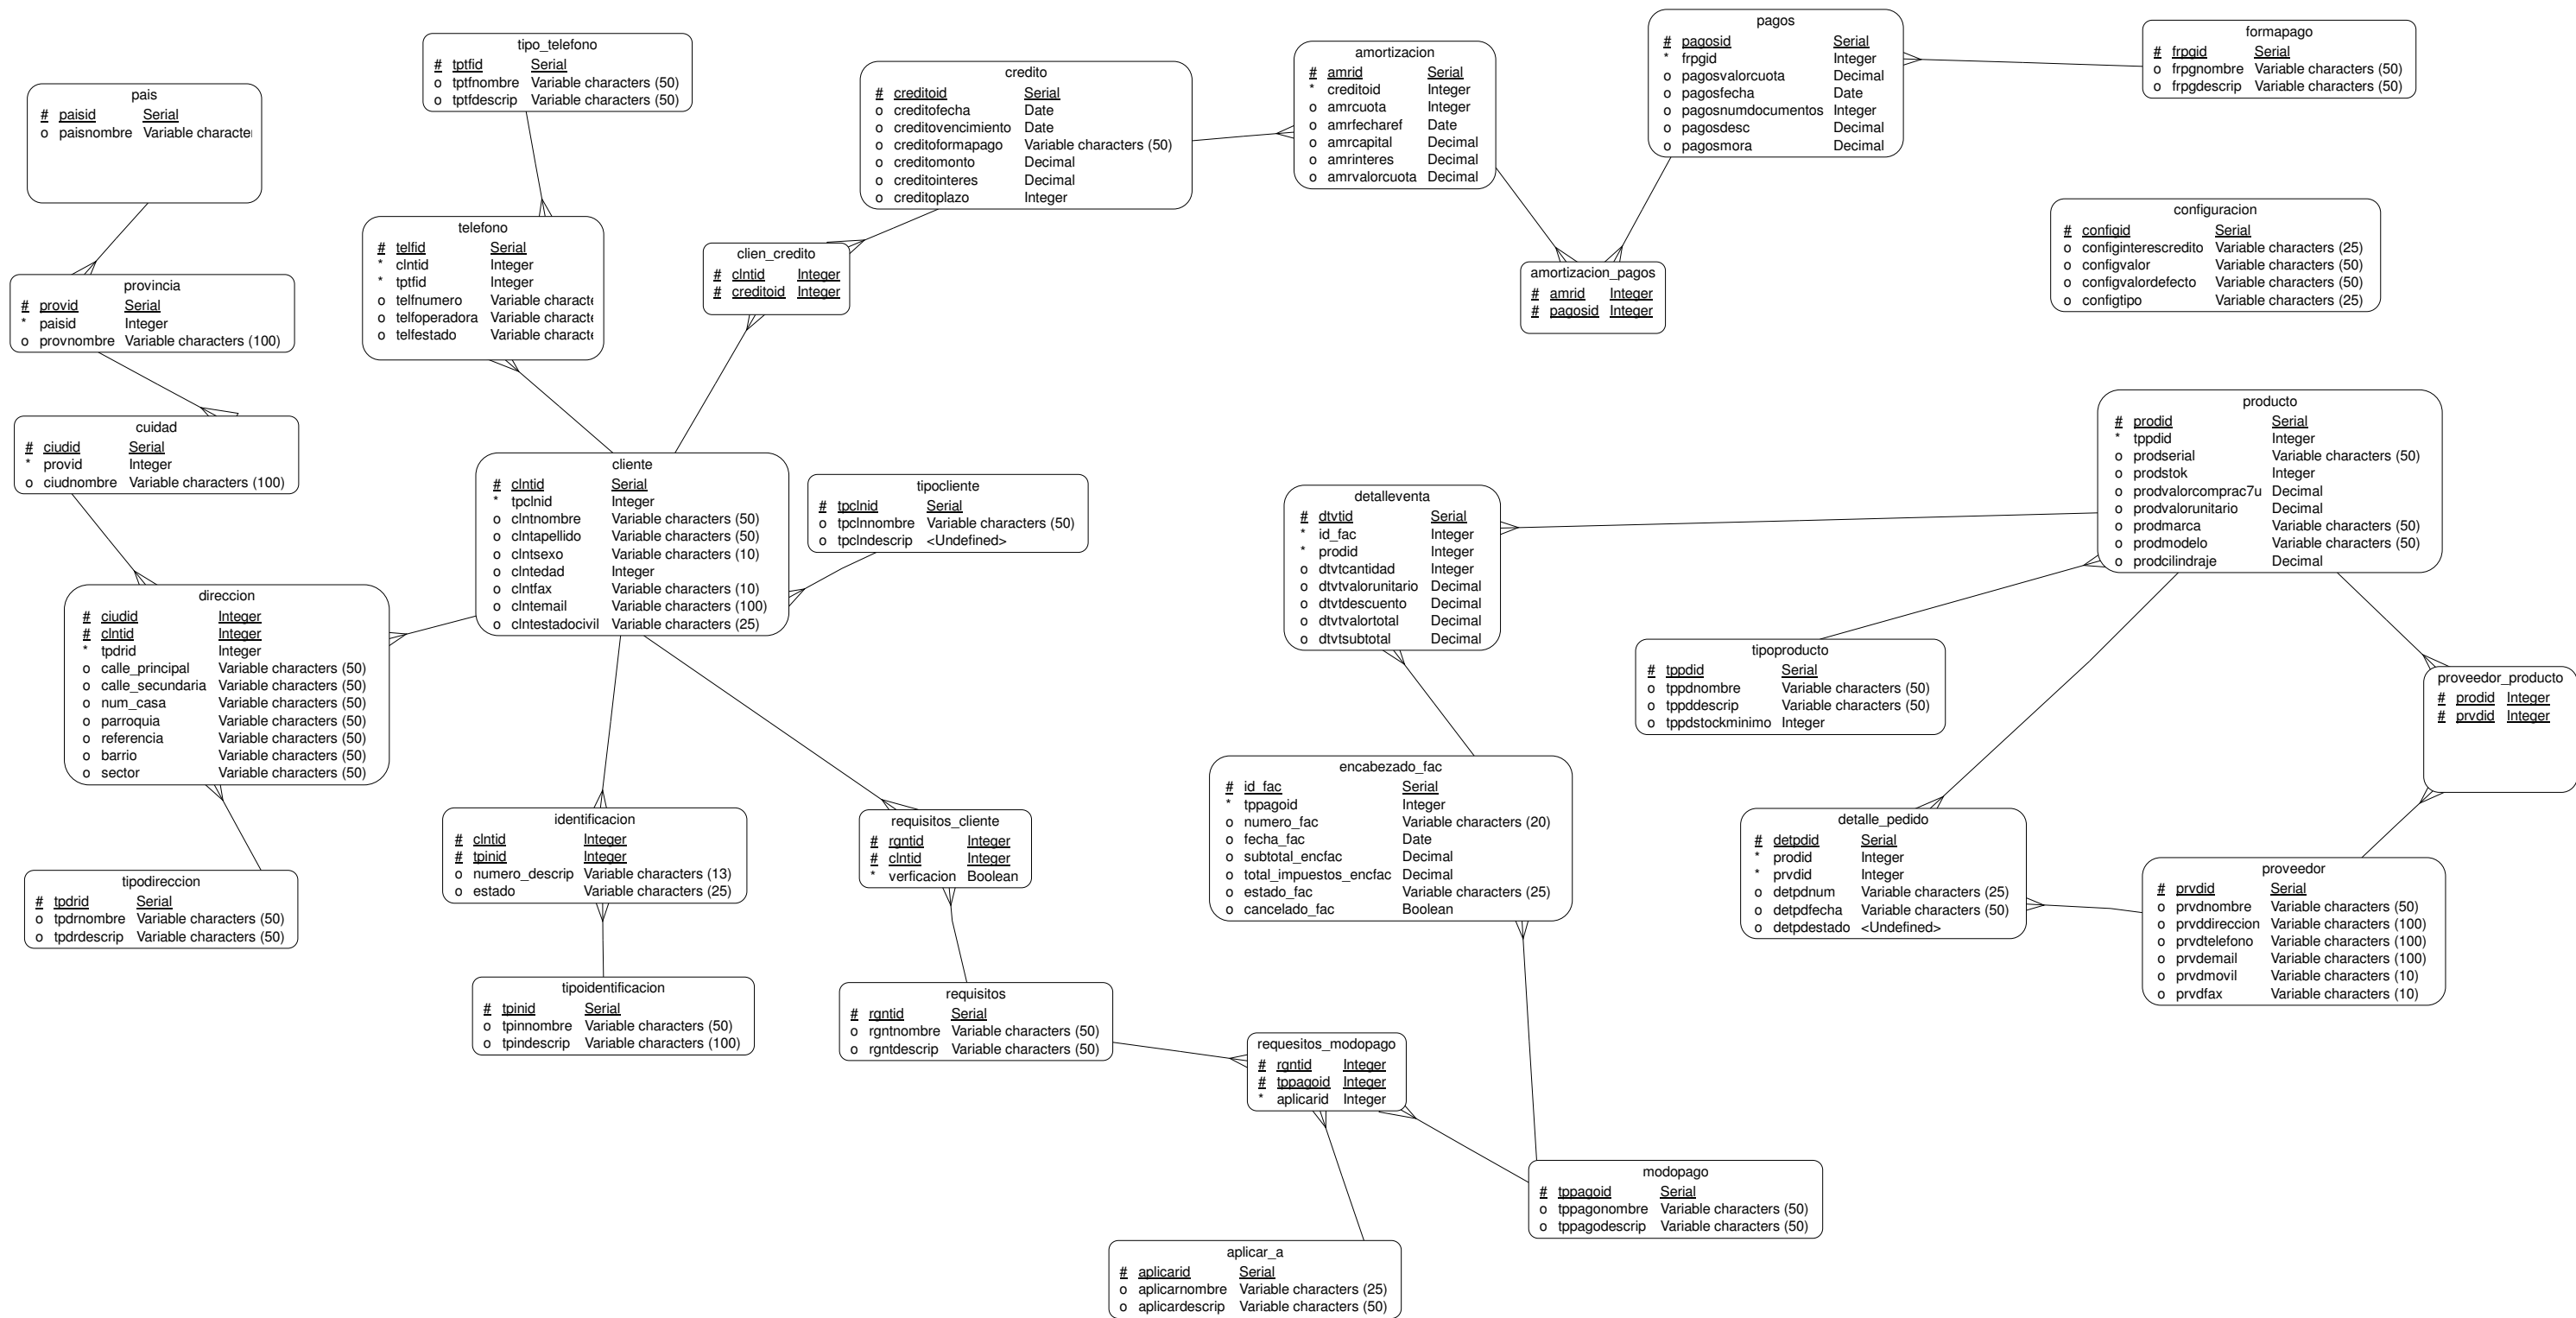 pais
# paisid Serial
o paisnombre Variable character
tipo_telefono
# tptfid Serial
o tptfnombre Variable characters (50)
o tptfdescrip Variable characters (50)
credito
# creditoid Serial
o creditofecha Date
o creditovencimiento Date
o creditoformapago Variable characters (50)
o creditomonto Decimal
o creditointeres Decimal
o creditoplazo Integer
amortizacion
# amrid Serial
* creditoid Integer
o amrcuota Integer
o amrfecharef Date
o amrcapital Decimal
o amrinteres Decimal
o amrvalorcuota Decimal
pagos
# pagosid Serial
* frpgid Integer
o pagosvalorcuota Decimal
o pagosfecha Date
o pagosnumdocumentos Integer
o pagosdesc Decimal
o pagosmora Decimal
formapago
# frpgid Serial
o frpgnombre Variable characters (50)
o frpgdescrip Variable characters (50)
provincia
# provid Serial
* paisid Integer
o provnombre Variable characters (100)
telefono
# telfid Serial
* clntid Integer
* tptfid Integer
o telfnumero Variable characte
o telfoperadora Variable characte
o telfestado Variable characte
clien_credito
# clntid Integer
# creditoid Integer
amortizacion_pagos
# amrid Integer
# pagosid Integer
configuracion
# configid Serial
o configinterescredito Variable characters (25)
o configvalor Variable characters (50)
o configvalordefecto Variable characters (50)
o configtipo Variable characters (25)
cuidad
# ciudid Serial
* provid Integer
o ciudnombre Variable characters (100)
cliente
# clntid Serial
* tpclnid Integer
o clntnombre Variable characters (50)
o clntapellido Variable characters (50)
o clntsexo Variable characters (10)
o clntedad Integer
o clntfax Variable characters (10)
o clntemail Variable characters (100)
o clntestadocivil Variable characters (25)
tipocliente
# tpclnid Serial
o tpclnnombre Variable characters (50)
o tpclndescrip <Undefined>
detalleventa
# dtvtid Serial
* id_fac Integer
* prodid Integer
o dtvtcantidad Integer
o dtvtvalorunitario Decimal
o dtvtdescuento Decimal
o dtvtvalortotal Decimal
o dtvtsubtotal Decimal
producto
# prodid Serial
* tppdid Integer
o prodserial Variable characters (50)
o prodstok Integer
o prodvalorcomprac7u Decimal
o prodvalorunitario Decimal
o prodmarca Variable characters (50)
o prodmodelo Variable characters (50)
o prodcilindraje Decimal
direccion
# ciudid Integer
# clntid Integer
* tpdrid Integer
o calle_principal Variable characters (50)
o calle_secundaria Variable characters (50)
o num_casa Variable characters (50)
o parroquia Variable characters (50)
o referencia Variable characters (50)
o barrio Variable characters (50)
o sector Variable characters (50)
tipoproducto
# tppdid Serial
o tppdnombre Variable characters (50)
o tppddescrip Variable characters (50)
o tppdstockminimo Integer
proveedor_producto
# prodid Integer
# prvdid Integer
tipodireccion
# tpdrid Serial
o tpdrnombre Variable characters (50)
o tpdrdescrip Variable characters (50)
identificacion
# clntid Integer
# tpinid Integer
o numero_descrip Variable characters (13)
o estado Variable characters (25)
requisitos_cliente
# rgntid Integer
# clntid Integer
* verficacion Boolean
encabezado_fac
# id_fac Serial
* tppagoid Integer
o numero_fac Variable characters (20)
o fecha_fac Date
o subtotal_encfac Decimal
o total_impuestos_encfac Decimal
o estado_fac Variable characters (25)
o cancelado_fac Boolean
detalle_pedido
# detpdid Serial
* prodid Integer
* prvdid Integer
o detpdnum Variable characters (25)
o detpdfecha Variable characters (50)
o detpdestado <Undefined>
proveedor
# prvdid Serial
o prvdnombre Variable characters (50)
o prvddireccion Variable characters (100)
o prvdtelefono Variable characters (100)
o prvdemail Variable characters (100)
o prvdmovil Variable characters (10)
o prvdfax Variable characters (10)
tipoidentificacion
# tpinid Serial
o tpinnombre Variable characters (50)
o tpindescrip Variable characters (100)
requisitos
# rgntid Serial
o rgntnombre Variable characters (50)
o rgntdescrip Variable characters (50)
requesitos_modopago
# rgntid Integer
# tppagoid Integer
* aplicarid Integer
modopago
# tppagoid Serial
o tppagonombre Variable characters (50)
o tppagodescrip Variable characters (50)
aplicar_a
# aplicarid Serial
o aplicarnombre Variable characters (25)
o aplicardescrip Variable characters (50)